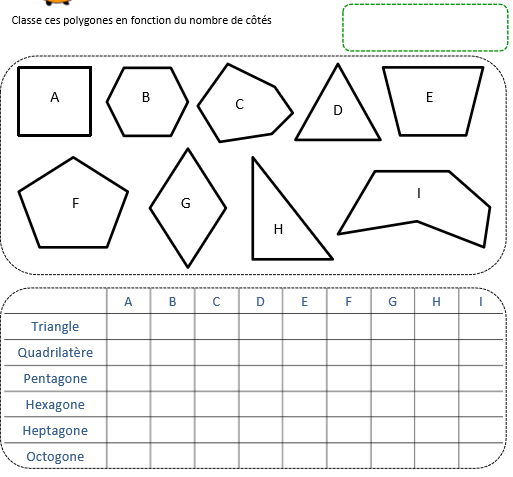 Classe ces polygones en fonction du nombre de côtés
A B C D E
F G H I
A B C D E F G H I
Triangle
Quadrilatère
Pentagone
Hexagone
Heptagone
Octogone